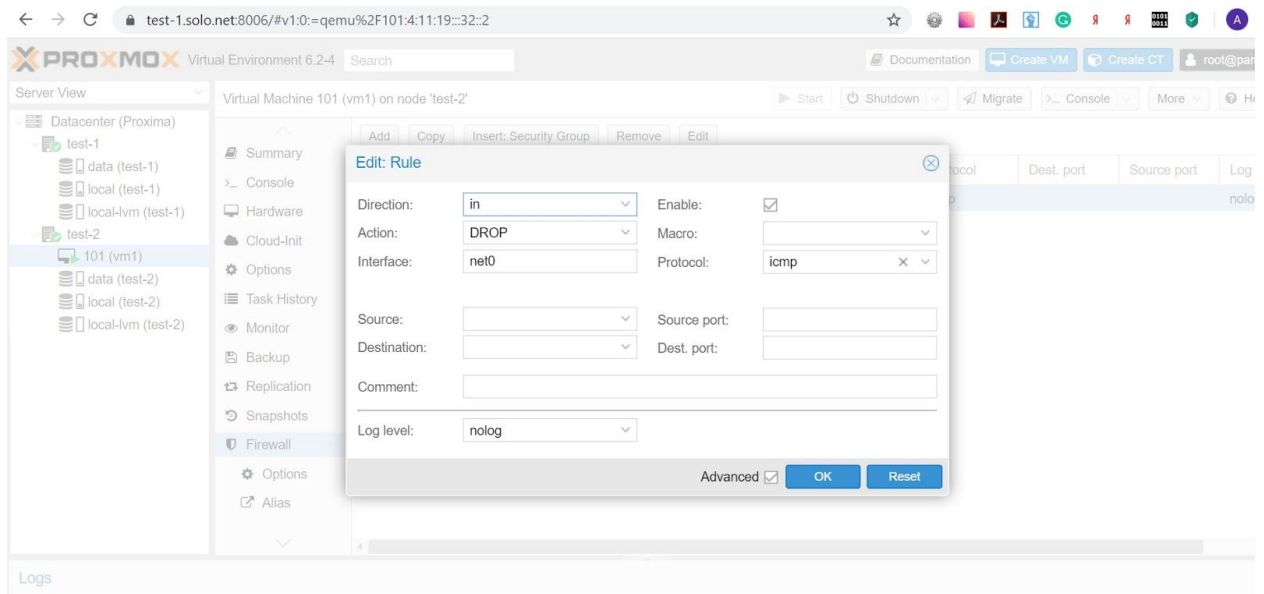 test-1.solo.net:8006/#v1:0:=qemu%2F101:4:11:19:::32::2
Я Я 0101 0011 A
PROXMOX Virtual Environment 6.2-4 Search Documentation Create VM Create CT root@pam
Server View Virtual Machine 101 (vm1) on node 'test-2' Start Shutdown Migrate >_ Console More
Datacenter (Proxima)
test-1
data (test-1)
local (test-1)
local-lvm (test-1)
test-2
101 (vm1)
data (test-2)
local (test-2)
local-lvm (test-2)
Summary
>_ Console
Hardware
Cloud-Init
Options
Task History
Monitor
Backup
Replication
Snapshots
Firewall
Options
Alias
Add Copy Insert: Security Group Remove Edit
Dest. port Source port Log
Edit: Rule
Direction: in Enable:
Action: DROP Macro:
Interface: net0 Protocol: icmp
Source: Source port:
Destination: Dest. port:
Comment:
Log level: nolog
Advanced OK Reset
Logs